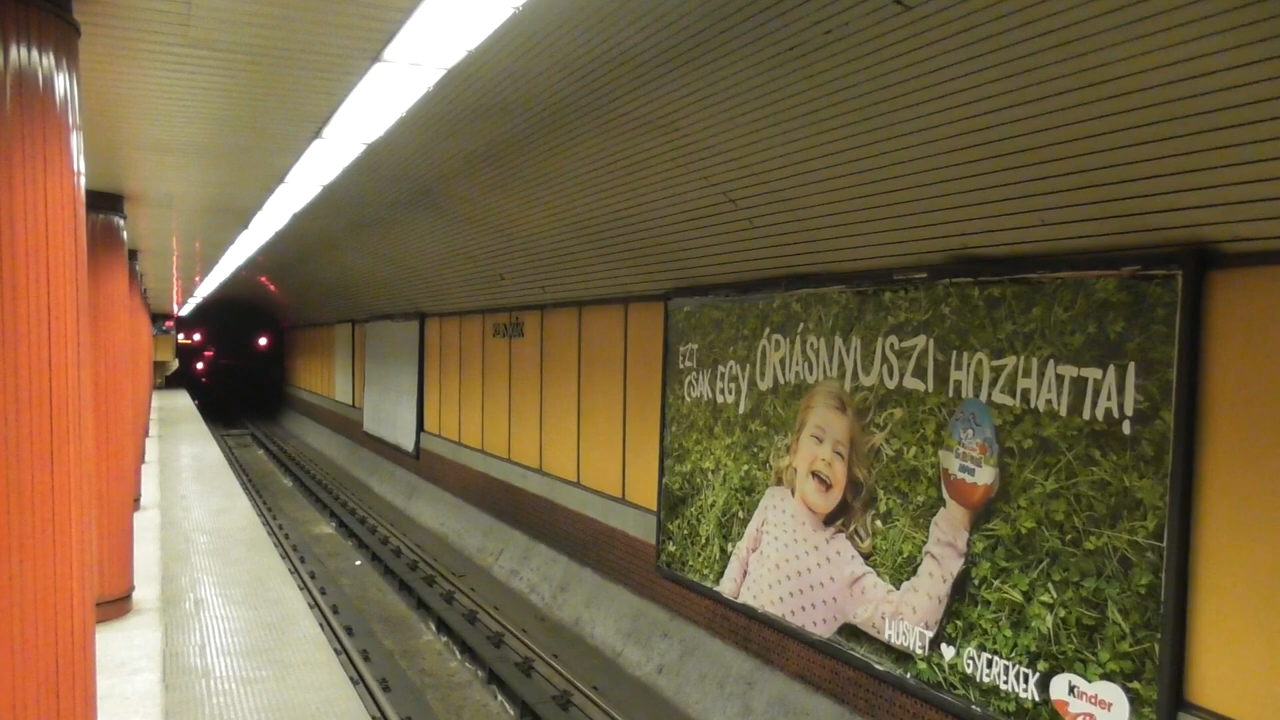 EZT
CSAK EGY ÓRIÁSNYUSZI HOZHATTA!
HÚSVÉT ♥ GYEREKEK
kinder